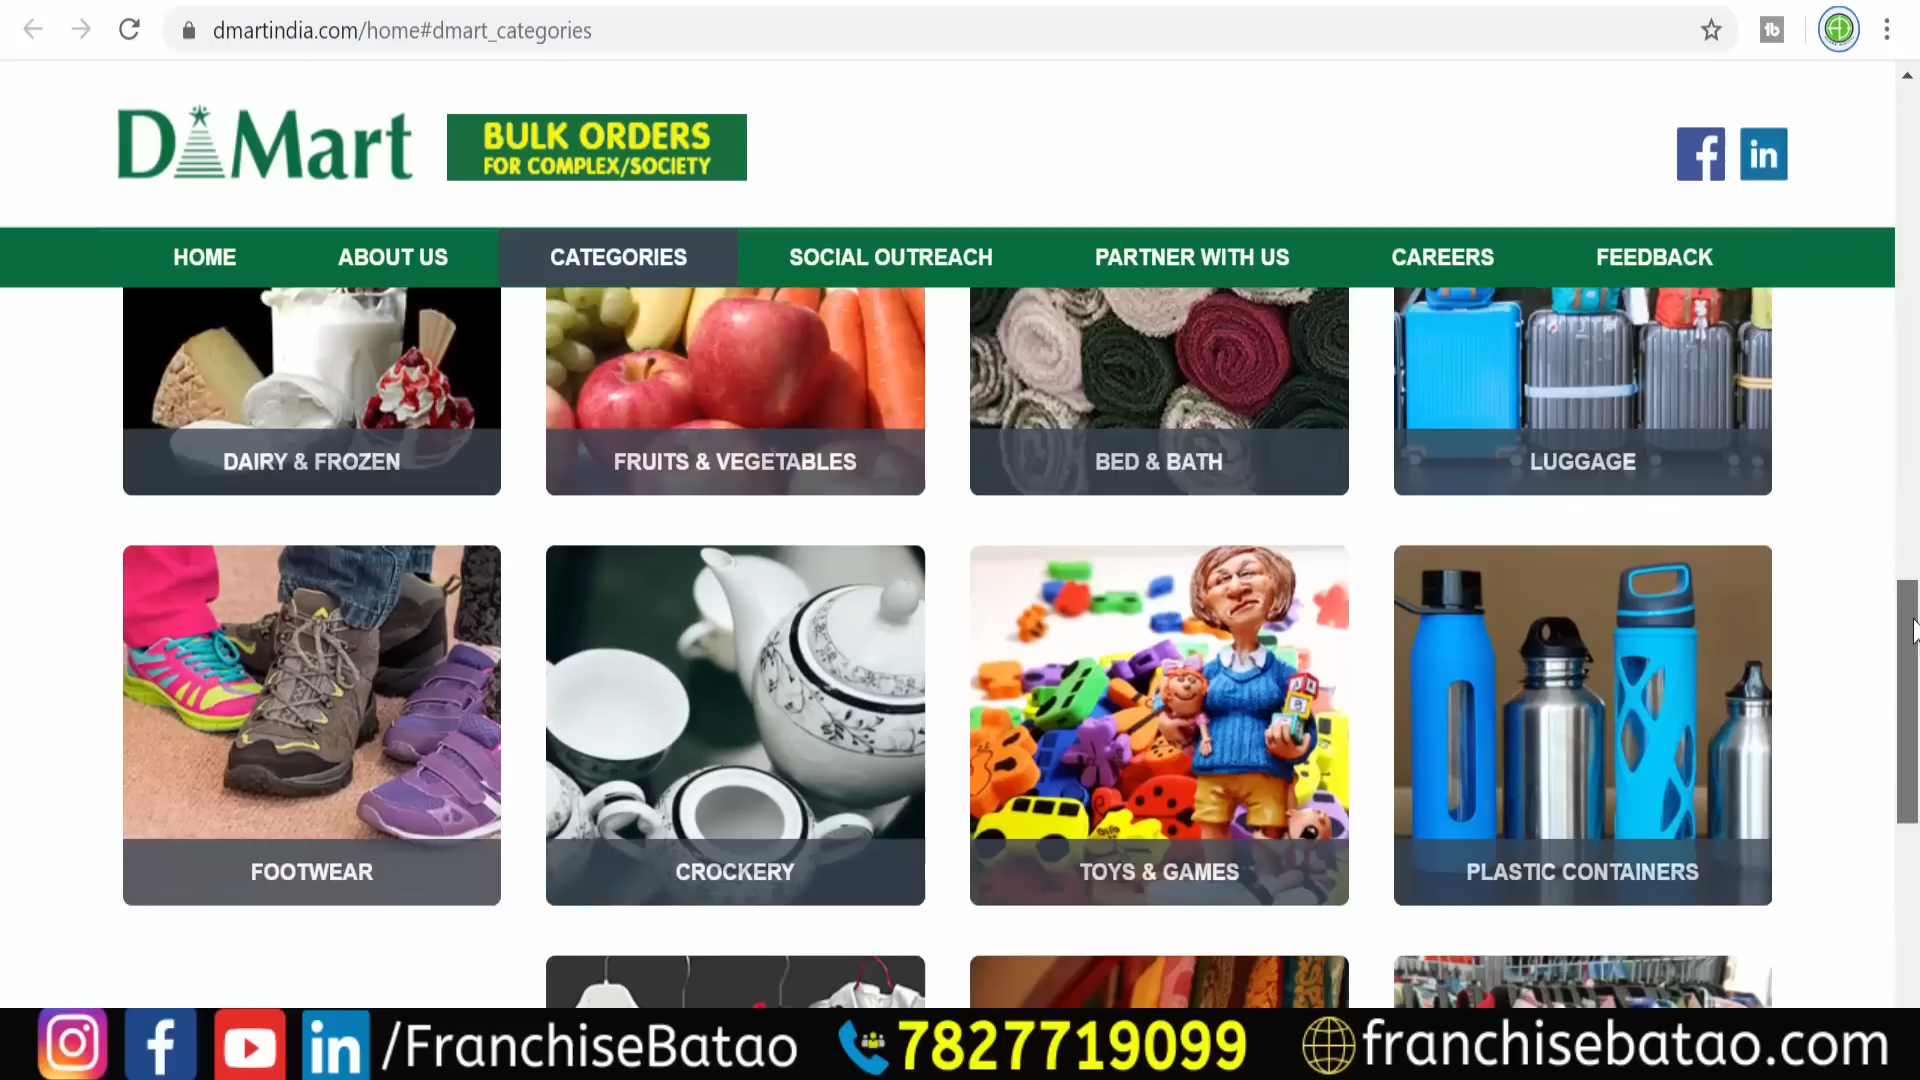 dmartindia.com/home#dmart_categories
D Mart
BULK ORDERS
FOR COMPLEX/SOCIETY
HOME ABOUT US CATEGORIES SOCIAL OUTREACH PARTNER WITH US CAREERS FEEDBACK
DAIRY & FROZEN FRUITS & VEGETABLES BED & BATH LUGGAGE
FOOTWEAR CROCKERY TOYS & GAMES PLASTIC CONTAINERS
/FranchiseBatao 7827719099 franchisebatao.com